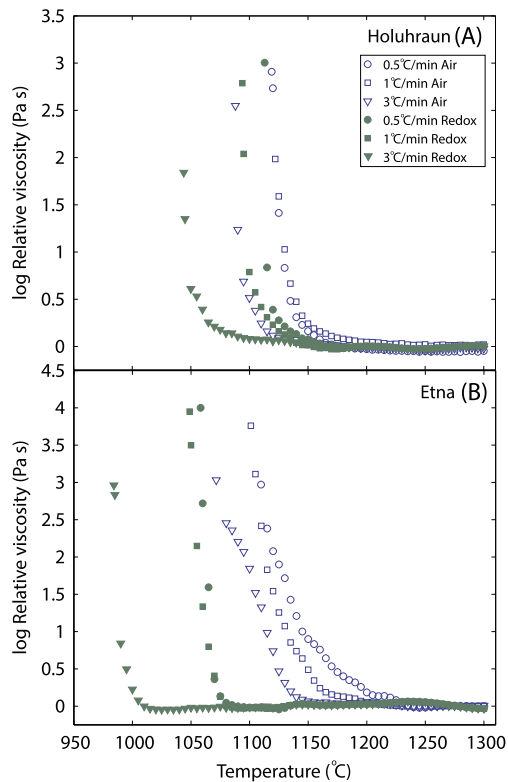 3.5
3
2.5
2
1.5
1
0.5
0
log Relative viscosity (Pa s)
Holuhraun (A)
0.5°C/min Air
1°C/min Air
3°C/min Air
0.5°C/min Redox
1°C/min Redox
3°C/min Redox
4.5
4
3.5
3
2.5
2
1.5
1
0.5
0
log Relative viscosity (Pa s)
Etna (B)
950 1000 1050 1100 1150 1200 1250 1300
Temperature (°C)